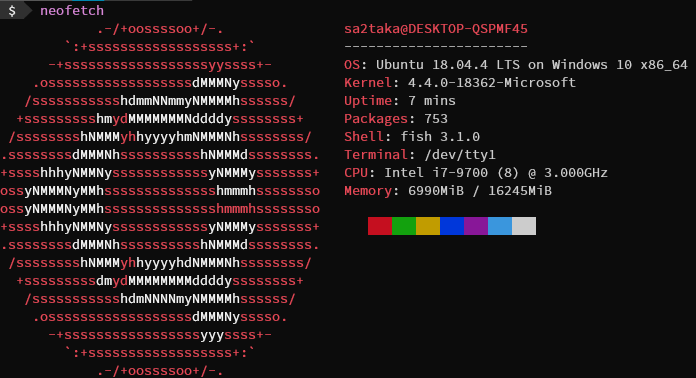 $ neofetch
.-/+oossssoo+/-.
`:+ssssssssssssssssss+:`
-+ssssssssssssssssssyyssss+-
.ossssssssssssssssssdMMMNysssso.
/ssssssssssshdmmNNmmyNMMMMhssssss/
+ssssssssshmydMMMMMMMNddddyssssssss+
/sssssssshNMMMyhhyyyyhmNMMMNhssssssss/
.ssssssssdMMMNhsssssssssshNMMMdssssssss.
+sssshhhyNMMNyssssssssssssyNMMMysssssss+
ossyNMMMNyMMhsssssssssssssshmmmhssssssso
ossyNMMMNyMMhsssssssssssssshmmmhssssssso
+sssshhhyNMMNyssssssssssssyNMMMysssssss+
.ssssssssdMMMNhsssssssssshNMMMdssssssss.
/sssssssshNMMMyhhyyyyhdNMMMNhssssssss/
+sssssssssdmydMMMMMMMMddddyssssssss+
/ssssssssssshdmNNNNmyNMMMMhssssss/
.ossssssssssssssssssdMMMNysssso.
-+sssssssssssssssssyyyssss+-
`:+ssssssssssssssssss+:`
.-/+oossssoo+/-.
sa2taka@DESKTOP-QSPMF45
-----------------------
OS: Ubuntu 18.04.4 LTS on Windows 10 x86_64
Kernel: 4.4.0-18362-Microsoft
Uptime: 7 mins
Packages: 753
Shell: fish 3.1.0
Terminal: /dev/tty1
CPU: Intel i7-9700 (8) @ 3.000GHz
Memory: 6990MiB / 16245MiB